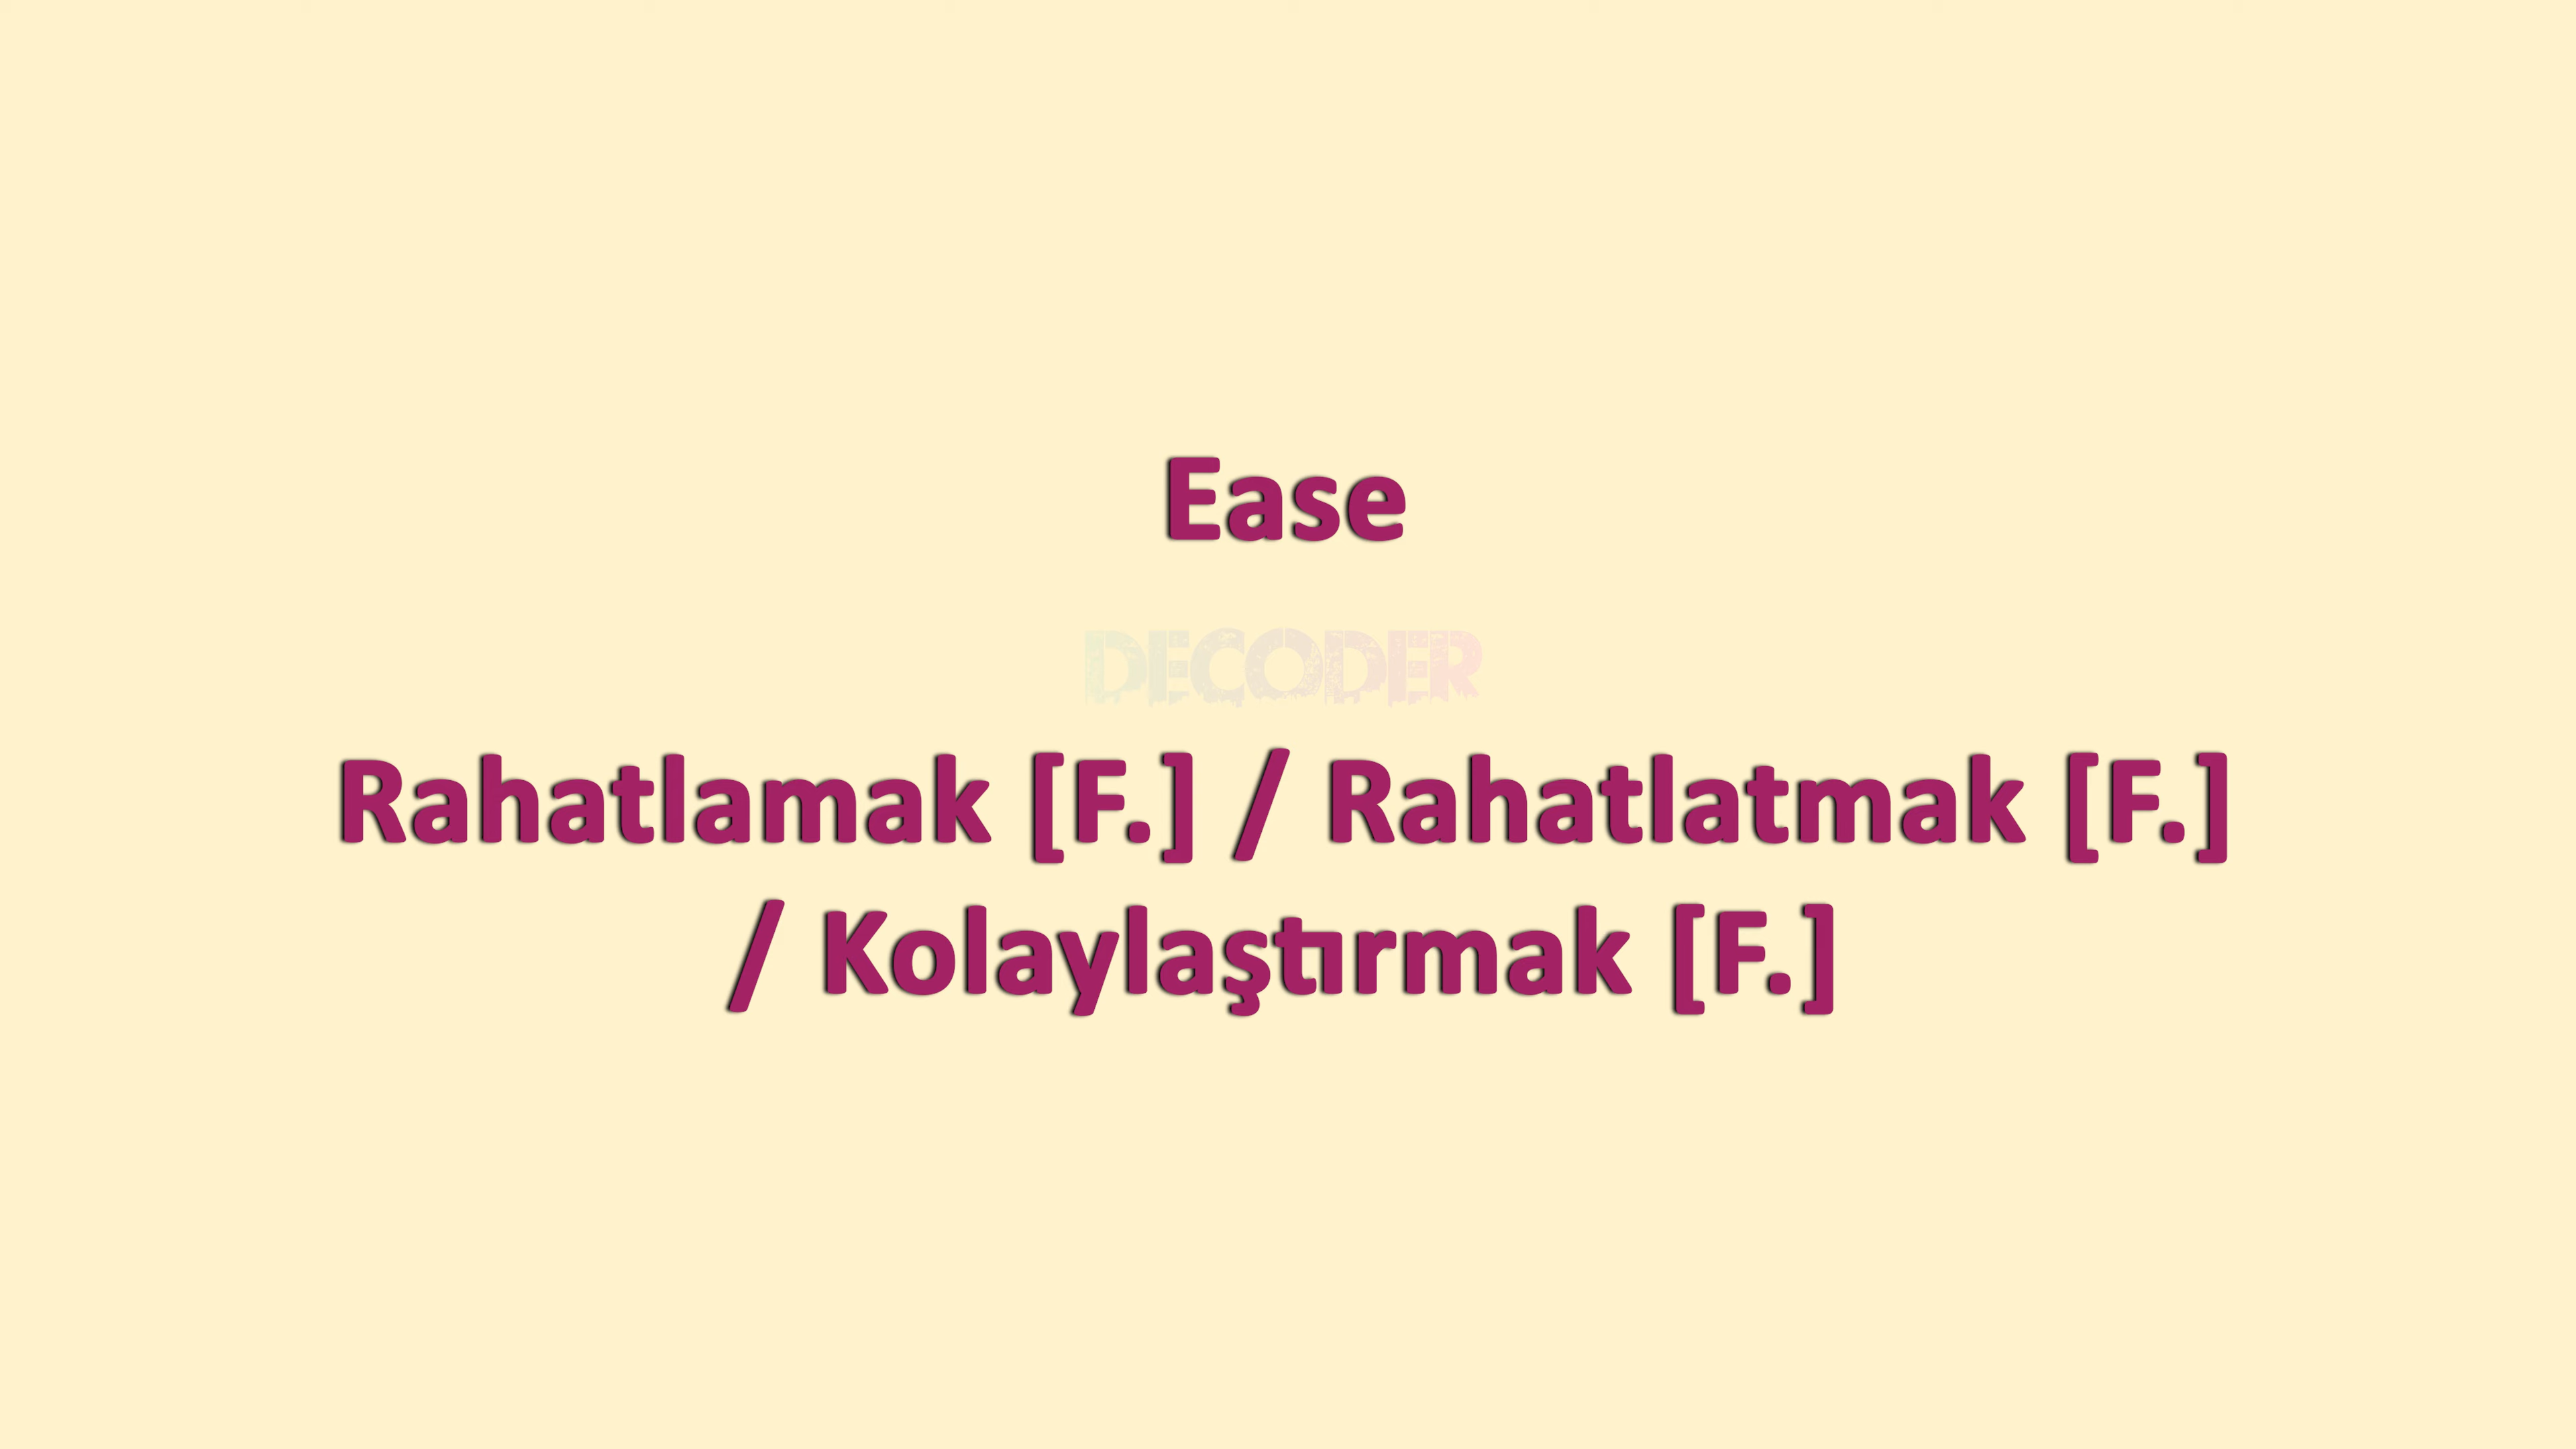 Ease
DECODER
Rahatlamak [F.] / Rahatlatmak [F.]
/ Kolaylaştırmak [F.]